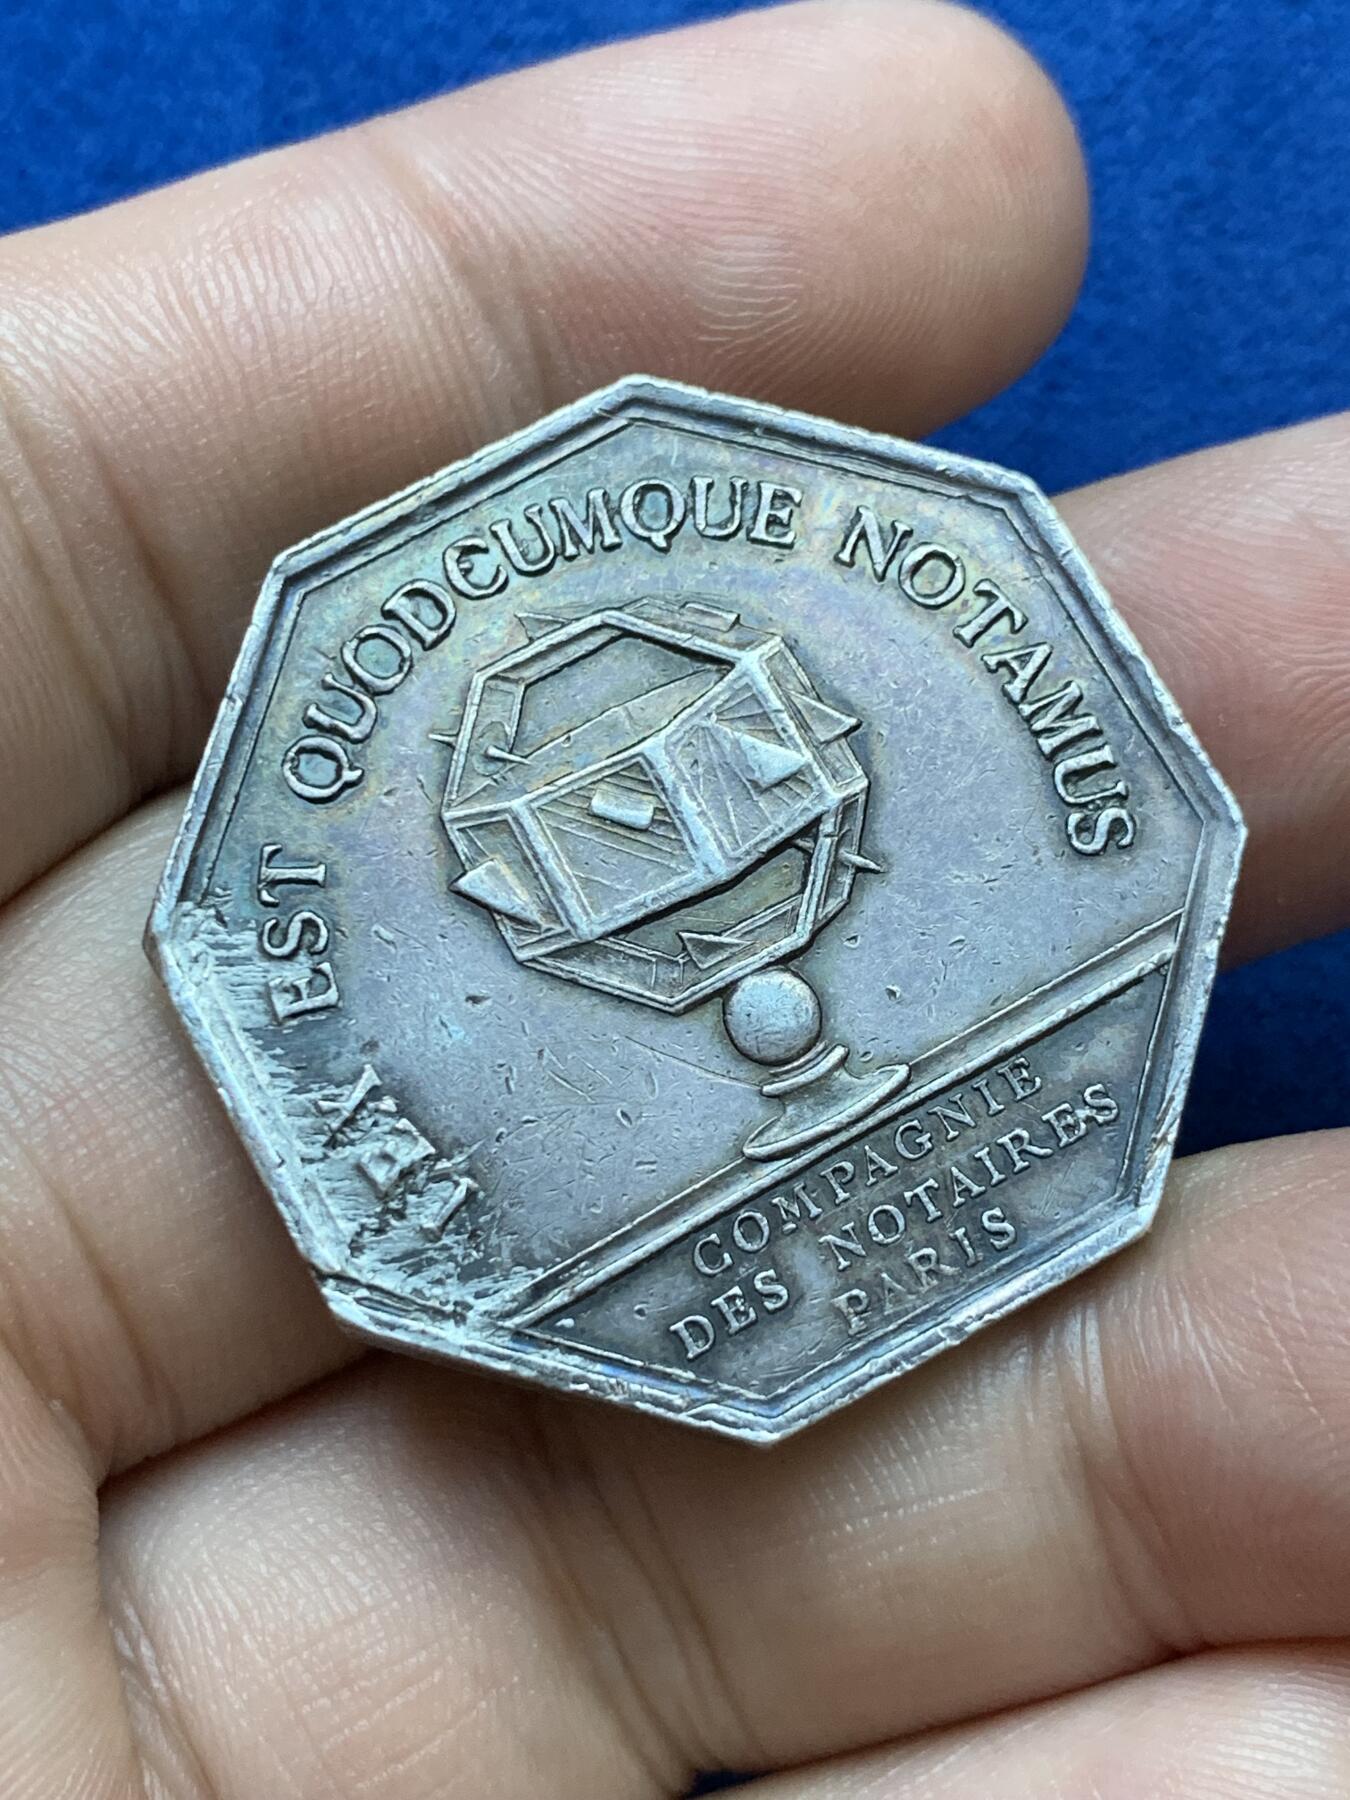 LEX EST QUODCUMQUE NOTAMUS
COMPAGNIE
DES NOTAIRES
PARIS